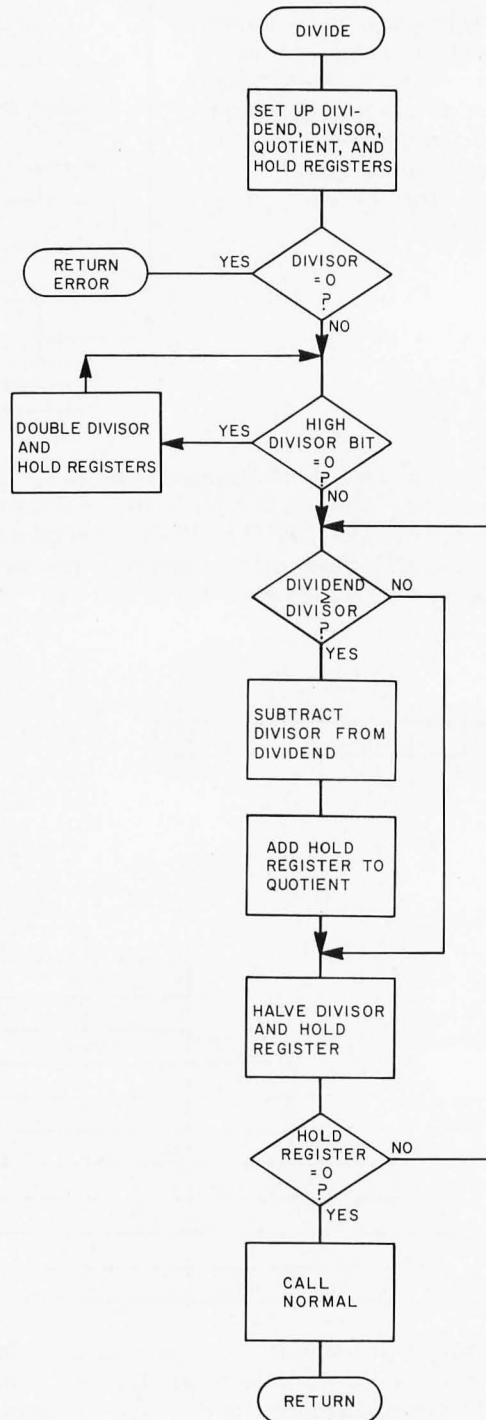 DIVIDE
SET UP DIVI-
DEND, DIVISOR,
QUOTIENT, AND
HOLD REGISTERS
RETURN
ERROR
YES
DIVISOR
=0
?
NO
DOUBLE DIVISOR
AND
HOLD REGISTERS
YES
HIGH
DIVISOR BIT
=0
?
NO
DIVIDEND
≥
DIVISOR
?
NO
YES
SUBTRACT
DIVISOR FROM
DIVIDEND
ADD HOLD
REGISTER TO
QUOTIENT
HALVE DIVISOR
AND HOLD
REGISTER
HOLD
REGISTER
=0
?
NO
YES
CALL
NORMAL
RETURN